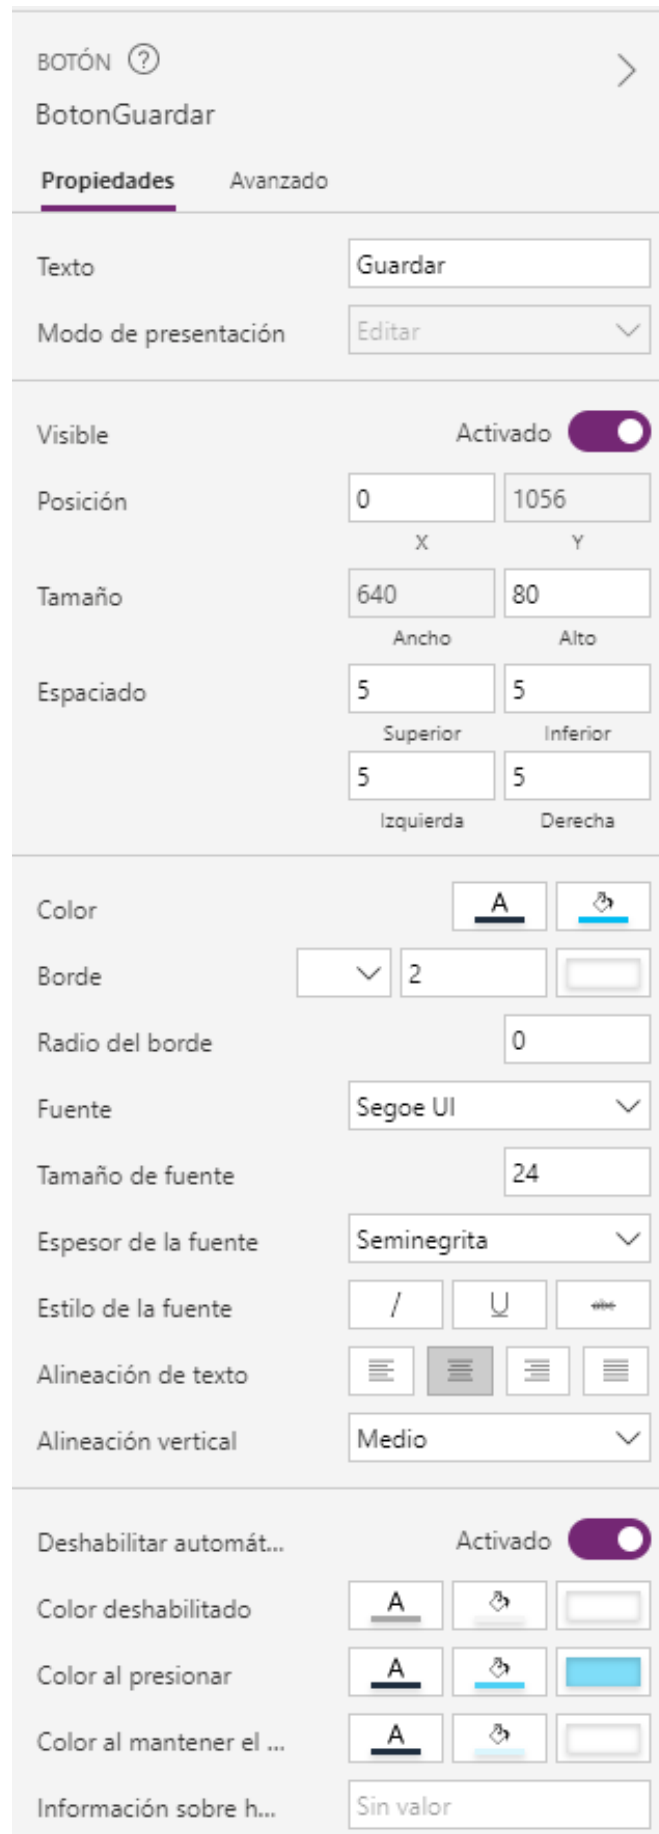 BOTÓN ?
BotonGuardar
Propiedades Avanzado
Texto Guardar
Modo de presentación Editar
Visible Activado
Posición 0 1056
X Y
Tamaño 640 80
Ancho Alto
Espaciado 5 5
Superior Inferior
5 5
Izquierda Derecha
Color A
Borde 2
Radio del borde 0
Fuente Segoe UI
Tamaño de fuente 24
Espesor de la fuente Seminegrita
Estilo de la fuente / U abc
Alineación de texto
Alineación vertical Medio
Deshabilitar automát... Activado
Color deshabilitado A
Color al presionar A
Color al mantener el ... A
Información sobre h... Sin valor